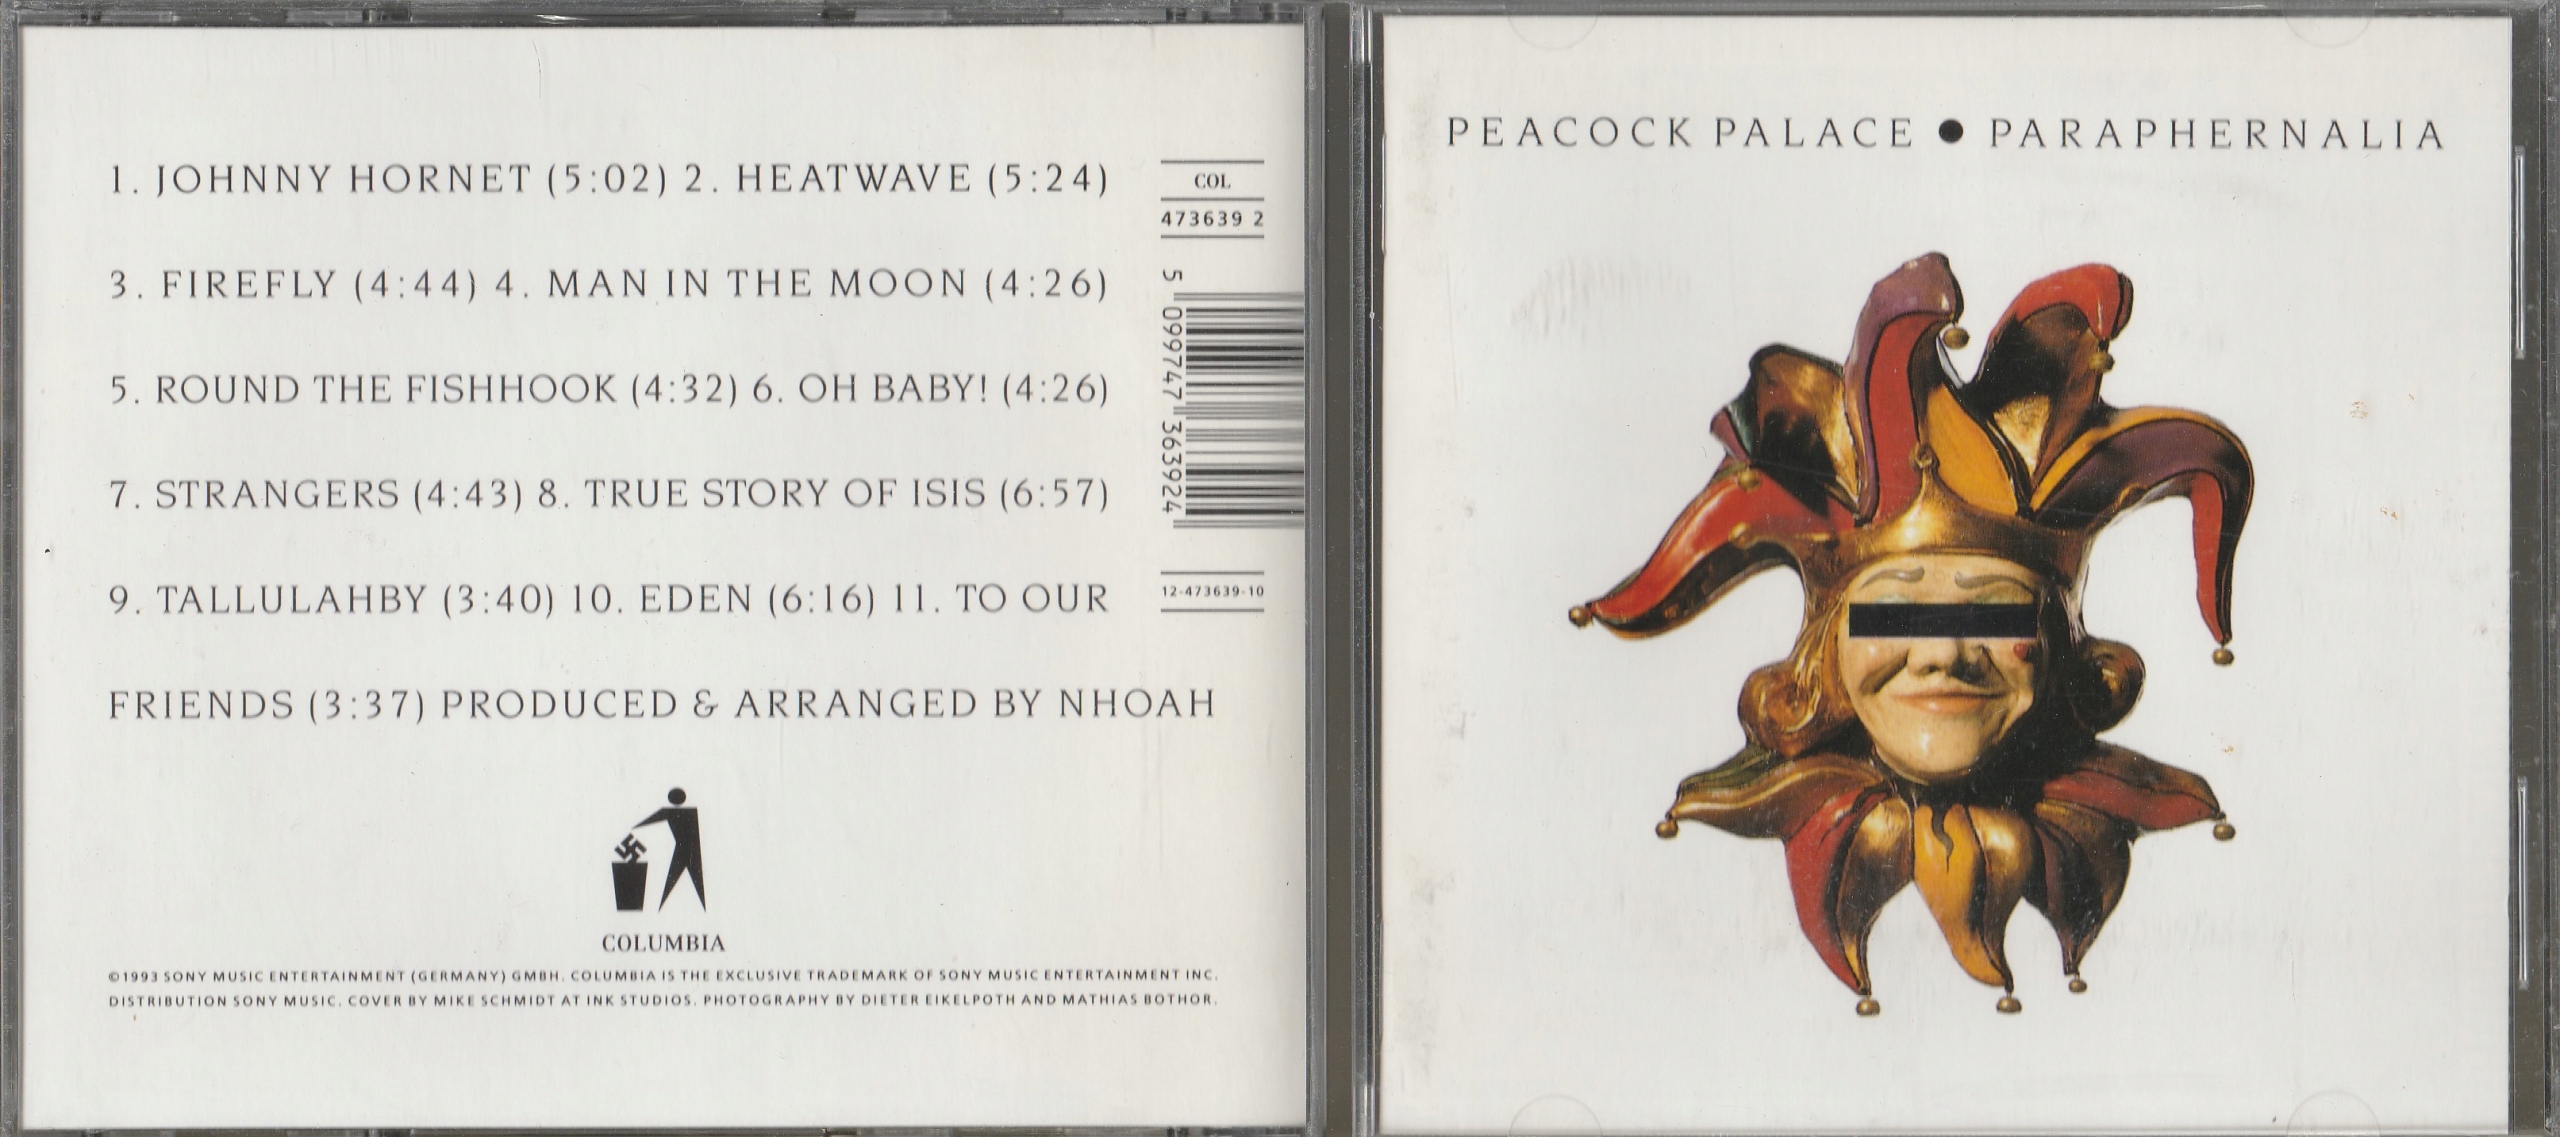 1. JOHNNY HORNET (5:02) 2. HEATWAVE (5:24)
3. FIREFLY (4:44) 4. MAN IN THE MOON (4:26)
5. ROUND THE FISHHOOK (4:32) 6. OH BABY! (4:26)
7. STRANGERS (4:43) 8. TRUE STORY OF ISIS (6:57)
9. TALLULAHBY (3:40) 10. EDEN (6:16) 11. TO OUR
FRIENDS (3:37) PRODUCED & ARRANGED BY NHOAH
COL
473639 2
5 099747 363924
12-473639-10
COLUMBIA
©1993 SONY MUSIC ENTERTAINMENT (GERMANY) GMBH. COLUMBIA IS THE EXCLUSIVE TRADEMARK OF SONY MUSIC ENTERTAINMENT INC.
DISTRIBUTION SONY MUSIC. COVER BY MIKE SCHMIDT AT INK STUDIOS. PHOTOGRAPHY BY DIETER EIKELPOTH AND MATHIAS BOTHOR.
PEACOCK PALACE ● PARAPHERNALIA